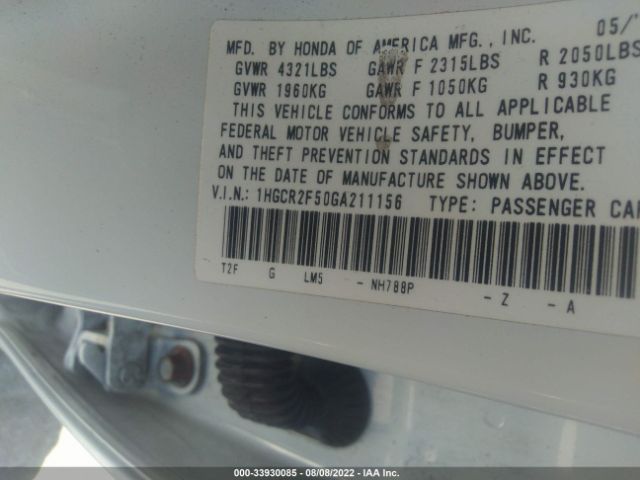 05/
MFD. BY HONDA OF AMERICA MFG., INC.
GVWR 4321LBS GAWR F 2315LBS R 2050LBS
GVWR 1960KG GAWR F 1050KG R 930KG
THIS VEHICLE CONFORMS TO ALL APPLICABLE
FEDERAL MOTOR VEHICLE SAFETY, BUMPER,
AND THEFT PREVENTION STANDARDS IN EFFECT
ON THE DATE OF MANUFACTURE SHOWN ABOVE.
V.I.N.: 1HGCR2F50GA211156 TYPE: PASSENGER CAR
T2F G LM5 - NH788P - Z - A
000-33930085 - 08/08/2022 - IAA Inc.